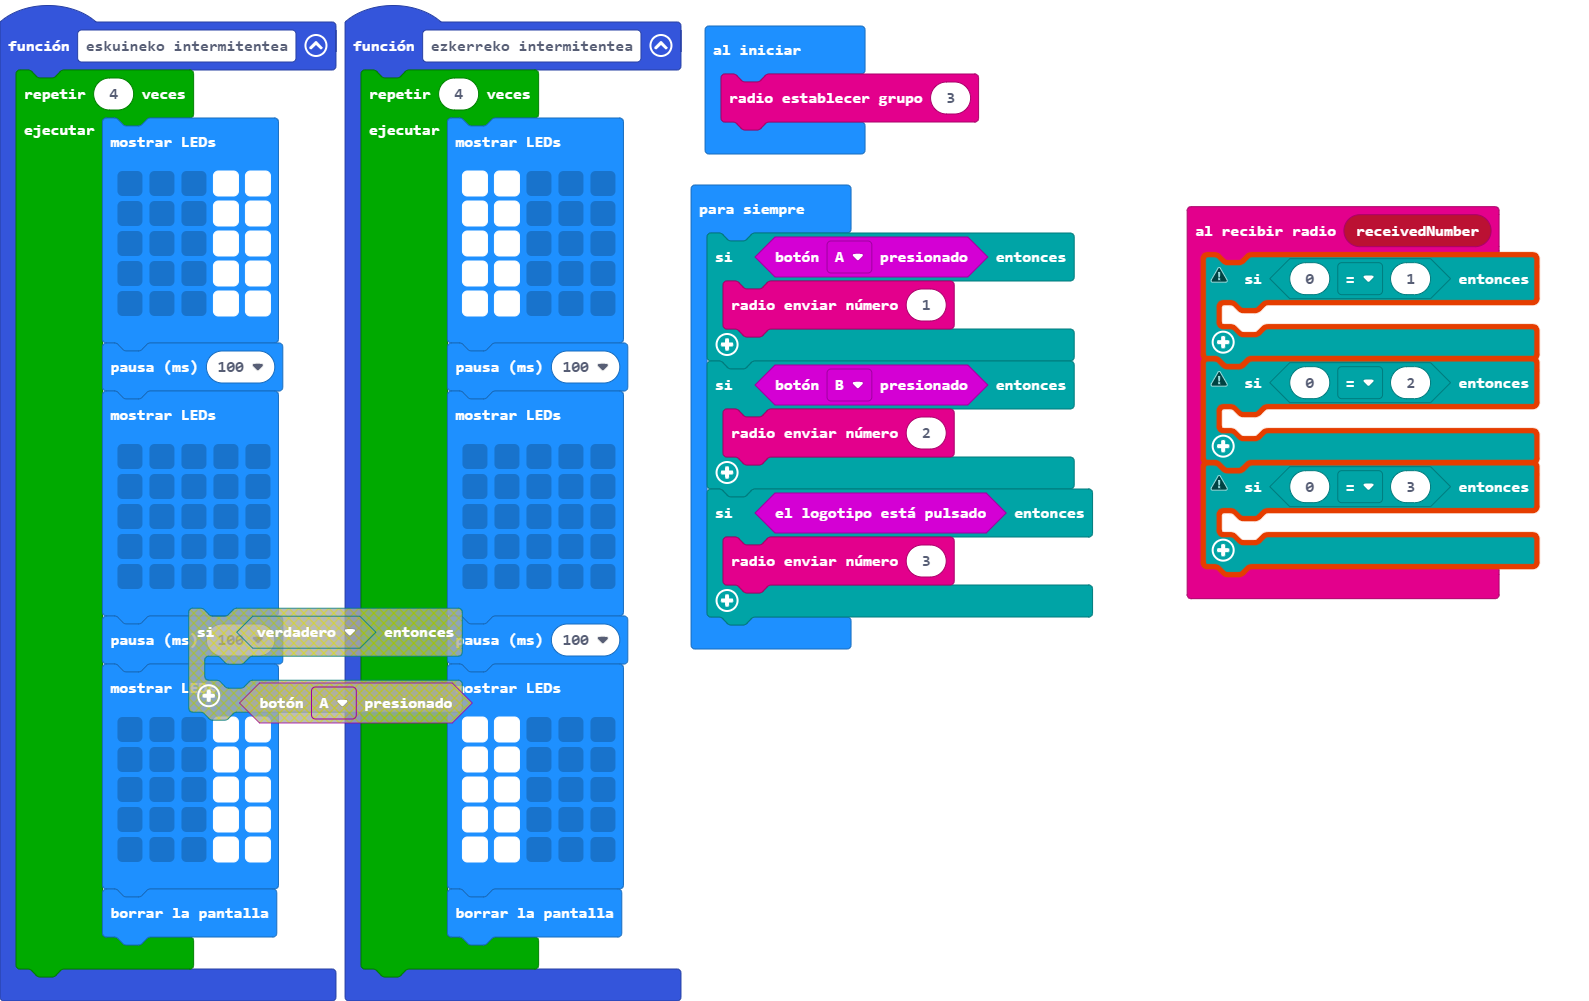 función eskuineko intermitentea
repetir 4 veces
ejecutar
mostrar LEDs
pausa (ms) 100
mostrar LEDs
pausa (ms) 100
mostrar LEDs
borrar la pantalla
función ezkerreko intermitentea
repetir 4 veces
ejecutar
mostrar LEDs
pausa (ms) 100
mostrar LEDs
pausa (ms) 100
mostrar LEDs
borrar la pantalla
si verdadero entonces
botón A presionado
al iniciar
radio establecer grupo 3
para siempre
si botón A presionado entonces
radio enviar número 1
si botón B presionado entonces
radio enviar número 2
si el logotipo está pulsado entonces
radio enviar número 3
al recibir radio receivedNumber
si 0 = 1 entonces
si 0 = 2 entonces
si 0 = 3 entonces